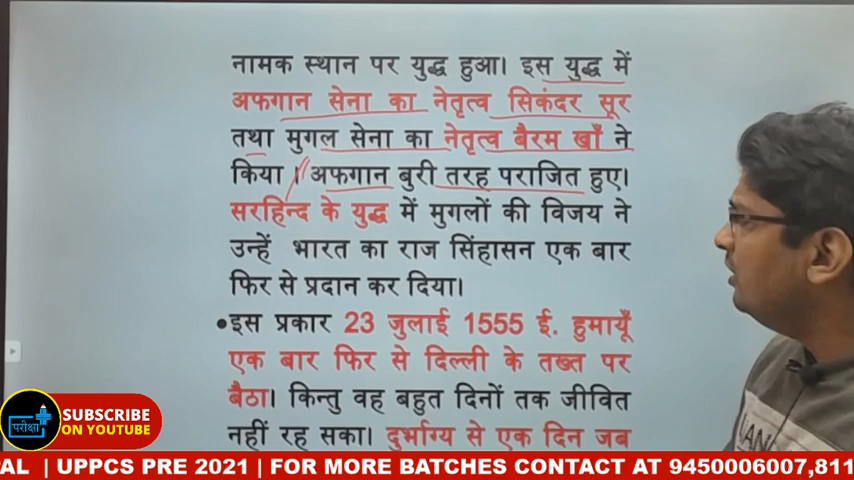 नामक स्थान पर युद्ध हुआ। इस युद्ध में
अफगान सेना का नेतृत्व सिकंदर सूर
तथा मुगल सेना का नेतृत्व बैरम खाँ ने
किया । अफगान बुरी तरह पराजित हुए।
सरहिन्द के युद्ध में मुगलों की विजय ने
उन्हें भारत का राज सिंहासन एक बार
फिर से प्रदान कर दिया।
•इस प्रकार 23 जुलाई 1555 ई. हुमायूँ
एक बार फिर से दिल्ली के तख्त पर
बैठा। किन्तु वह बहुत दिनों तक जीवित
नहीं रह सका। दुर्भाग्य से एक दिन जब
परीक्षा
SUBSCRIBE
ON YOUTUBE
PAL | UPPCS PRE 2021 | FOR MORE BATCHES CONTACT AT 9450006007,811